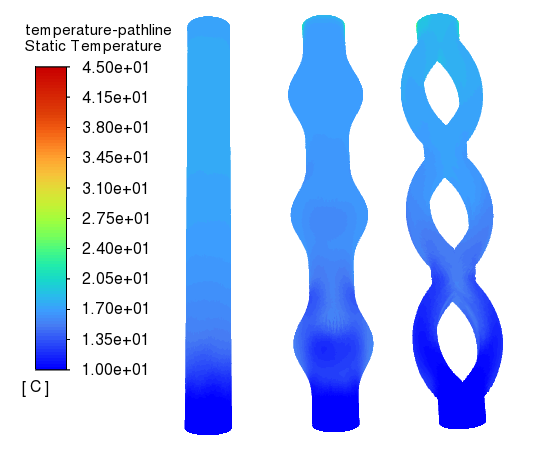 temperature-pathline
Static Temperature
4.50e+01
4.15e+01
3.80e+01
3.45e+01
3.10e+01
2.75e+01
2.40e+01
2.05e+01
1.70e+01
1.35e+01
1.00e+01
[ C ]